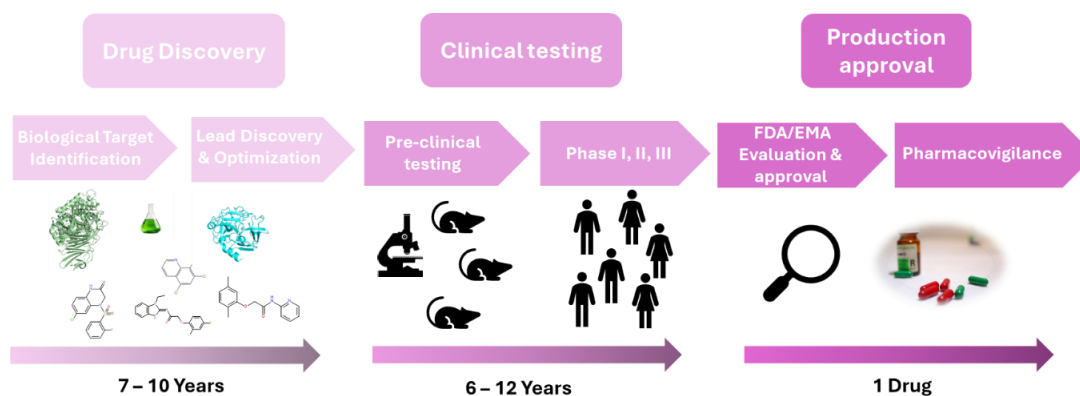 Drug Discovery
Clinical testing
Production
approval
Biological Target
Identification
Lead Discovery
& Optimization
Pre-clinical
testing
Phase I, II, III
FDA/EMA
Evaluation &
approval
Pharmacovigilance
R
7 – 10 Years
6 – 12 Years
1 Drug